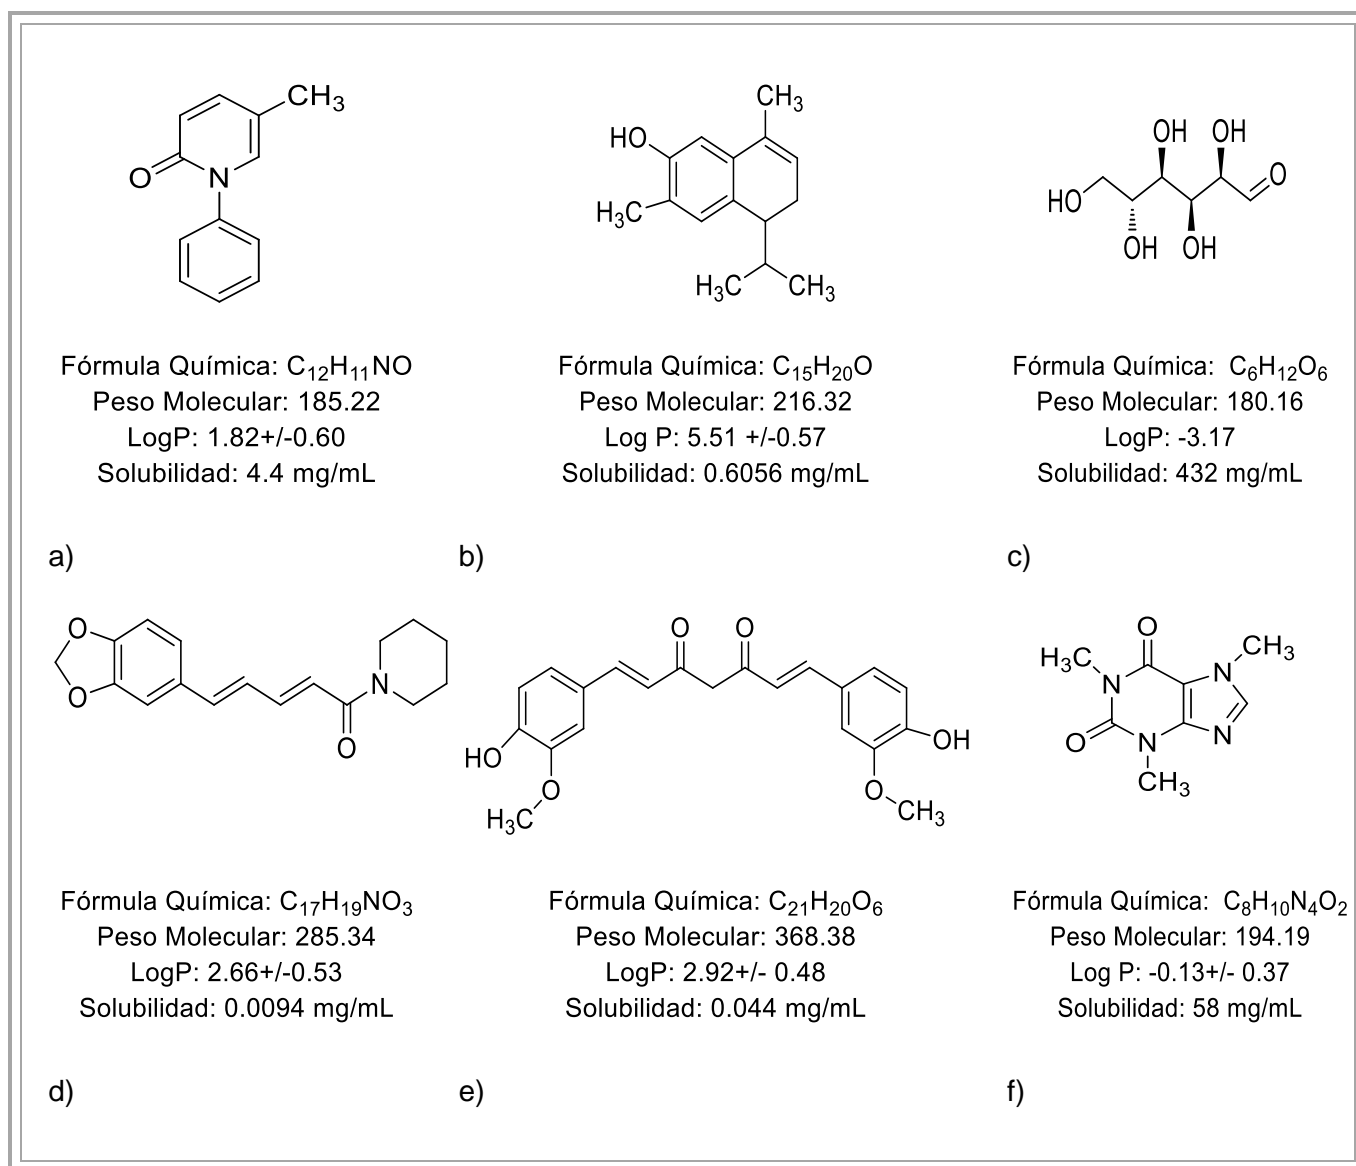 CH₃
O
N
Fórmula Química: C₁₂H₁₁NO
Peso Molecular: 185.22
LogP: 1.82+/-0.60
Solubilidad: 4.4 mg/mL
a)
CH₃
HO
H₃C
H₃C
CH₃
Fórmula Química: C₁₅H₂₀O
Peso Molecular: 216.32
Log P: 5.51 +/-0.57
Solubilidad: 0.6056 mg/mL
b)
OH
OH
O
HO
OH
OH
Fórmula Química: C₆H₁₂O₆
Peso Molecular: 180.16
LogP: -3.17
Solubilidad: 432 mg/mL
c)
O
O
N
O
Fórmula Química: C₁₇H₁₉NO₃
Peso Molecular: 285.34
LogP: 2.66+/-0.53
Solubilidad: 0.0094 mg/mL
d)
O
O
HO
OH
O
O
H₃C
CH₃
Fórmula Química: C₂₁H₂₀O₆
Peso Molecular: 368.38
LogP: 2.92+/- 0.48
Solubilidad: 0.044 mg/mL
e)
O
H₃C
CH₃
N
N
O
N
N
CH₃
Fórmula Química: C₈H₁₀N₄O₂
Peso Molecular: 194.19
Log P: -0.13+/- 0.37
Solubilidad: 58 mg/mL
f)